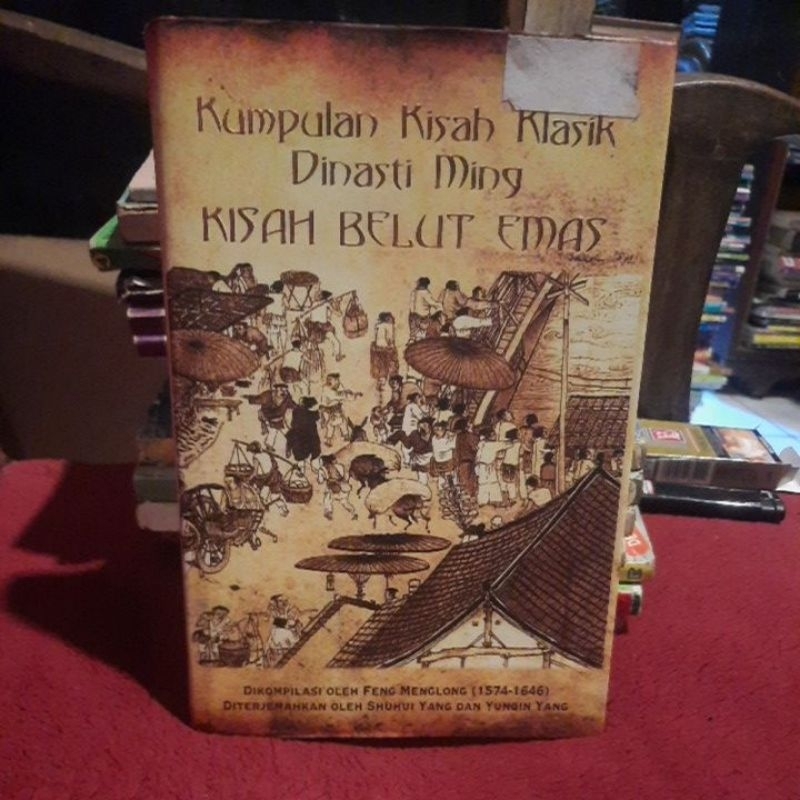 Kumpulan Kisah Klasik
Dinasti Ming
KISAH BELUT EMAS
DIKOMPILASI OLEH FENG MENGLONG (1574-1646)
DITERJEMAHKAN OLEH SHUHUI YANG DAN YUNQIN YANG